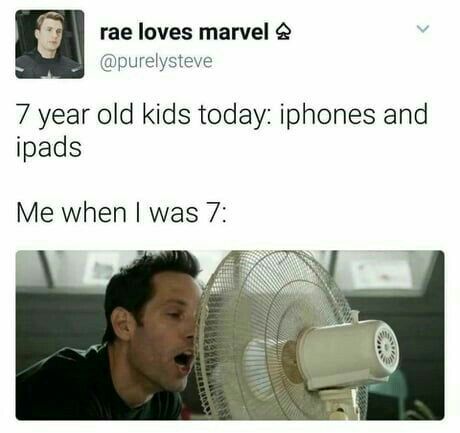 rae loves marvel ♤
@purelysteve
7 year old kids today: iphones and
ipads
Me when I was 7: